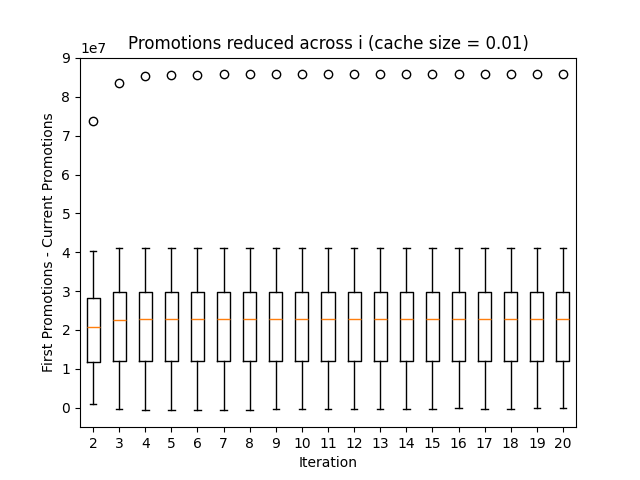 Promotions reduced across i (cache size = 0.01)
1e7
9
8
7
6
5
4
3
2
1
0
First Promotions - Current Promotions
2 3 4 5 6 7 8 9 10 11 12 13 14 15 16 17 18 19 20
Iteration